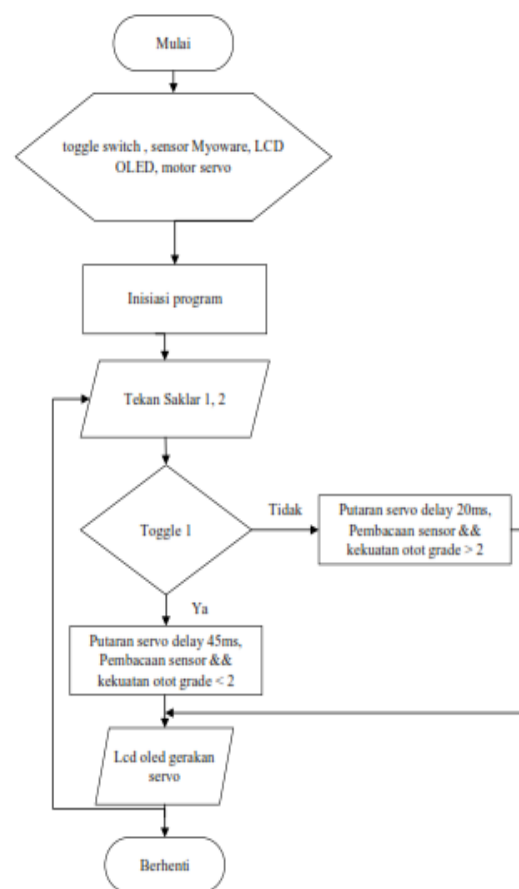 Mulai
toggle switch , sensor Myoware, LCD
OLED, motor servo
Inisiasi program
Tekan Saklar 1, 2
Toggle 1
Tidak
Putaran servo delay 20ms,
Pembacaan sensor &&
kekuatan otot grade > 2
Ya
Putaran servo delay 45ms,
Pembacaan sensor &&
kekuatan otot grade < 2
Lcd oled gerakan
servo
Berhenti